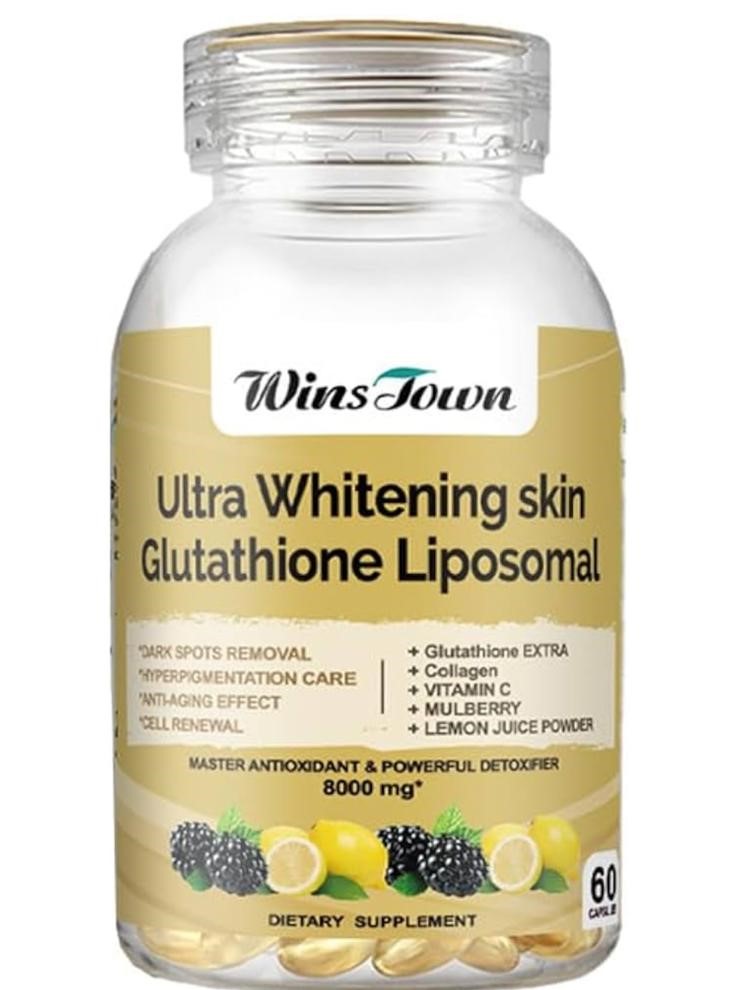 Wins Town
Ultra Whitening skin
Glutathione Liposomal
*DARK SPOTS REMOVAL
*HYPERPIGMENTATION CARE
*ANTI-AGING EFFECT
*CELL RENEWAL
+ Glutathione EXTRA
+ Collagen
+ VITAMIN C
+ MULBERRY
+ LEMON JUICE POWDER
MASTER ANTIOXIDANT & POWERFUL DETOXIFIER
8000 mg*
60
DIETARY SUPPLEMENT